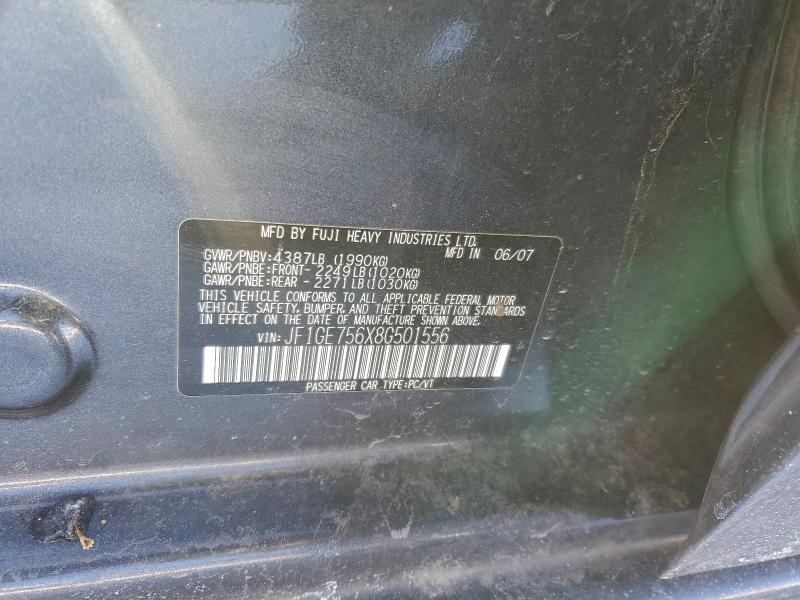 MFD BY FUJI HEAVY INDUSTRIES LTD.
MFD IN 06/07
GVWR/PNBV:4387LB (1990KG)
GAWR/PNBE:FRONT- 2249LB(1020KG)
GAWR/PNBE:REAR - 2271LB(1030KG)
THIS VEHICLE CONFORMS TO ALL APPLICABLE FEDERAL MOTOR
VEHICLE SAFETY, BUMPER, AND THEFT PREVENTION STANDARDS
IN EFFECT ON THE DATE OF MANUFACTURE SHOWN ABOVE.
VIN:JF1GE756X8G501556
PASSENGER CAR TYPE:PC/VT